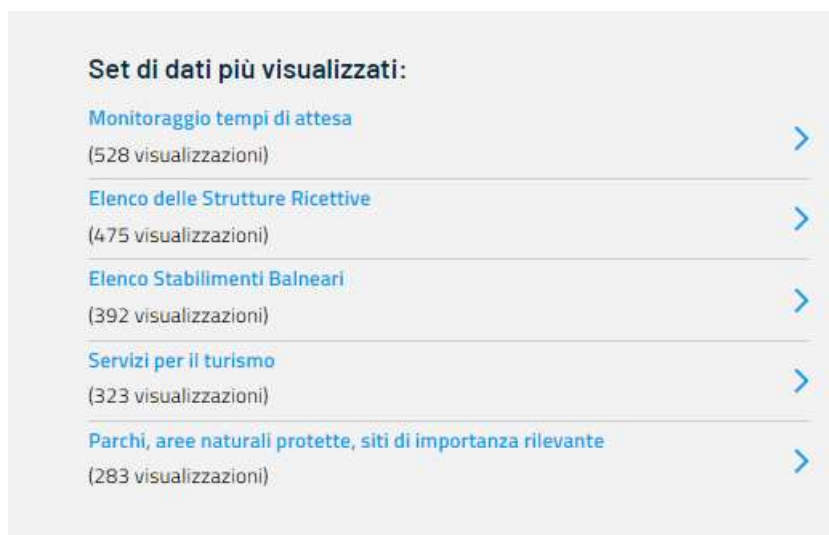 Set di dati più visualizzati:
Monitoraggio tempi di attesa
(528 visualizzazioni)
Elenco delle Strutture Ricettive
(475 visualizzazioni)
Elenco Stabilimenti Balneari
(392 visualizzazioni)
Servizi per il turismo
(323 visualizzazioni)
Parchi, aree naturali protette, siti di importanza rilevante
(283 visualizzazioni)